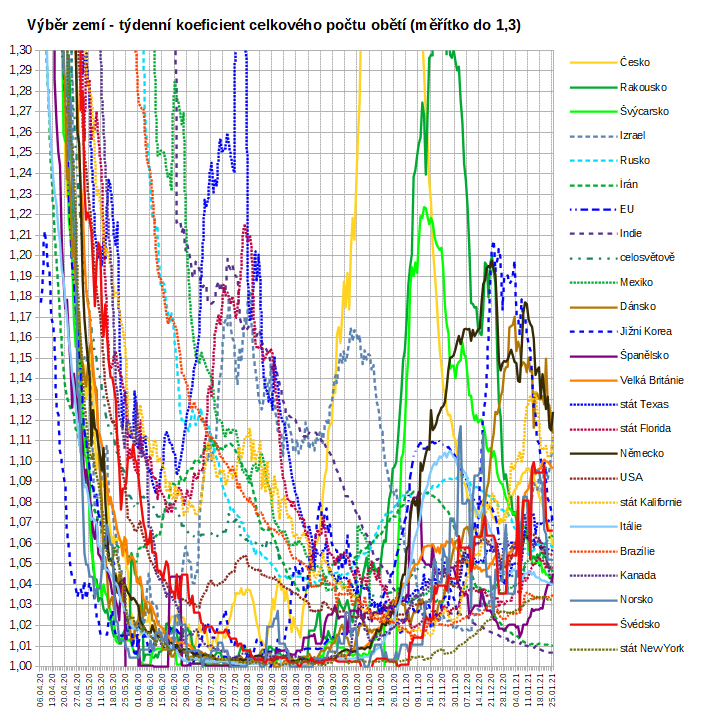 Výběr zemí - týdenní koeficient celkového počtu obětí (měřítko do 1,3)
1,30
1,29
1,28
1,27
1,26
1,25
1,24
1,23
1,22
1,21
1,20
1,19
1,18
1,17
1,16
1,15
1,14
1,13
1,12
1,11
1,10
1,09
1,08
1,07
1,06
1,05
1,04
1,03
1,02
1,01
1,00
06.04.20
13.04.20
20.04.20
27.04.20
04.05.20
11.05.20
18.05.20
25.05.20
01.06.20
08.06.20
15.06.20
22.06.20
29.06.20
06.07.20
13.07.20
20.07.20
27.07.20
03.08.20
10.08.20
17.08.20
24.08.20
31.08.20
07.09.20
14.09.20
21.09.20
28.09.20
05.10.20
12.10.20
19.10.20
26.10.20
02.11.20
09.11.20
16.11.20
23.11.20
30.11.20
07.12.20
14.12.20
21.12.20
28.12.20
04.01.21
11.01.21
18.01.21
25.01.21
Česko
Rakousko
Švýcarsko
Izrael
Rusko
Írán
EU
Indie
celosvětově
Mexiko
Dánsko
Jižní Korea
Španělsko
Velká Británie
stát Texas
stát Florida
Německo
USA
stát Kalifornie
Itálie
Brazílie
Kanada
Norsko
Švédsko
stát New York